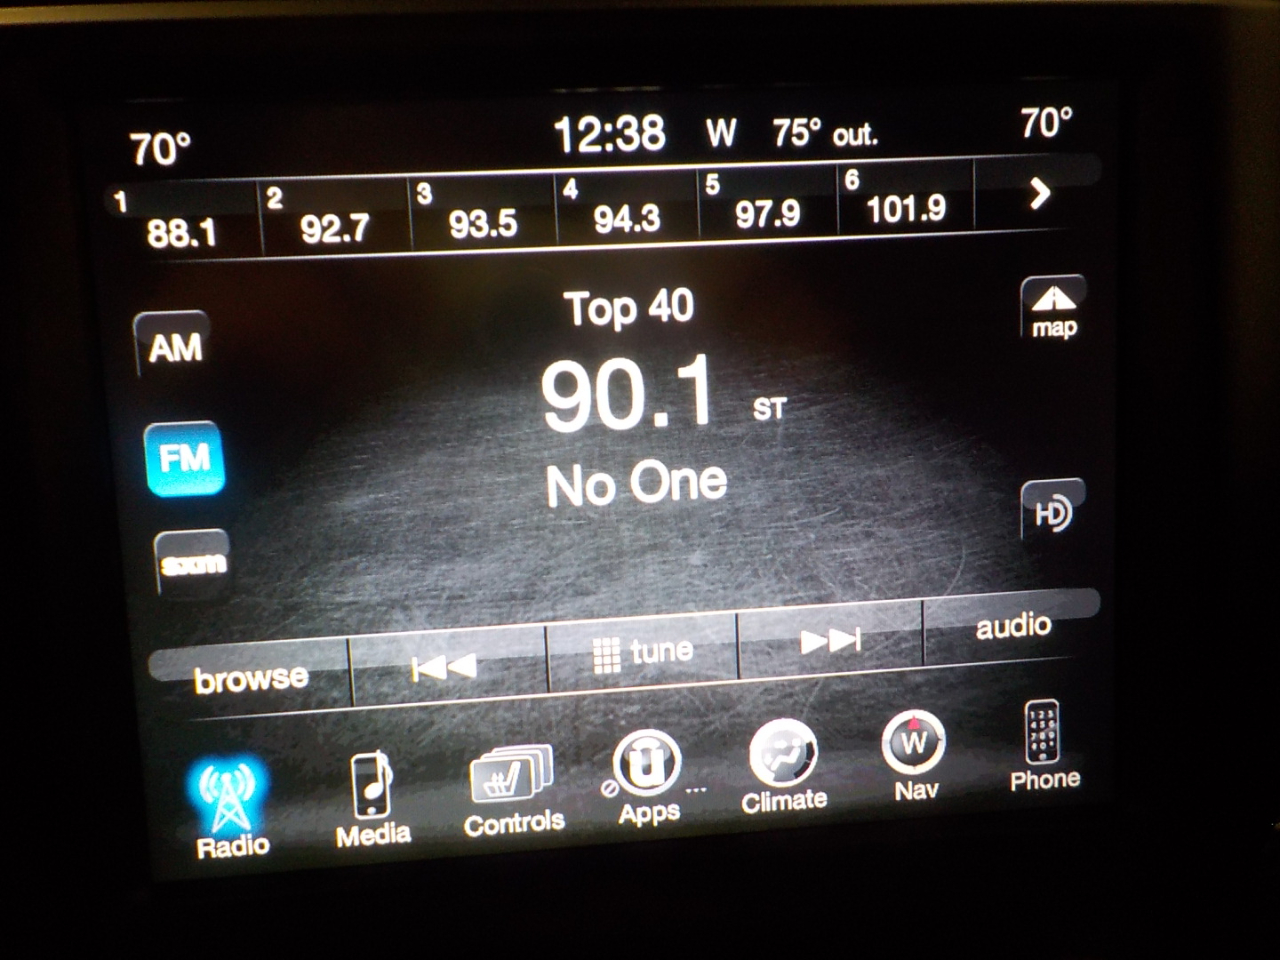 70° 12:38 W 75° out. 70°
1 88.1 2 92.7 3 93.5 4 94.3 5 97.9 6 101.9
Top 40
map
AM
90.1 ST
FM
No One
HD
sxm
browse tune audio
Radio Media Controls Apps ... Climate W Nav Phone